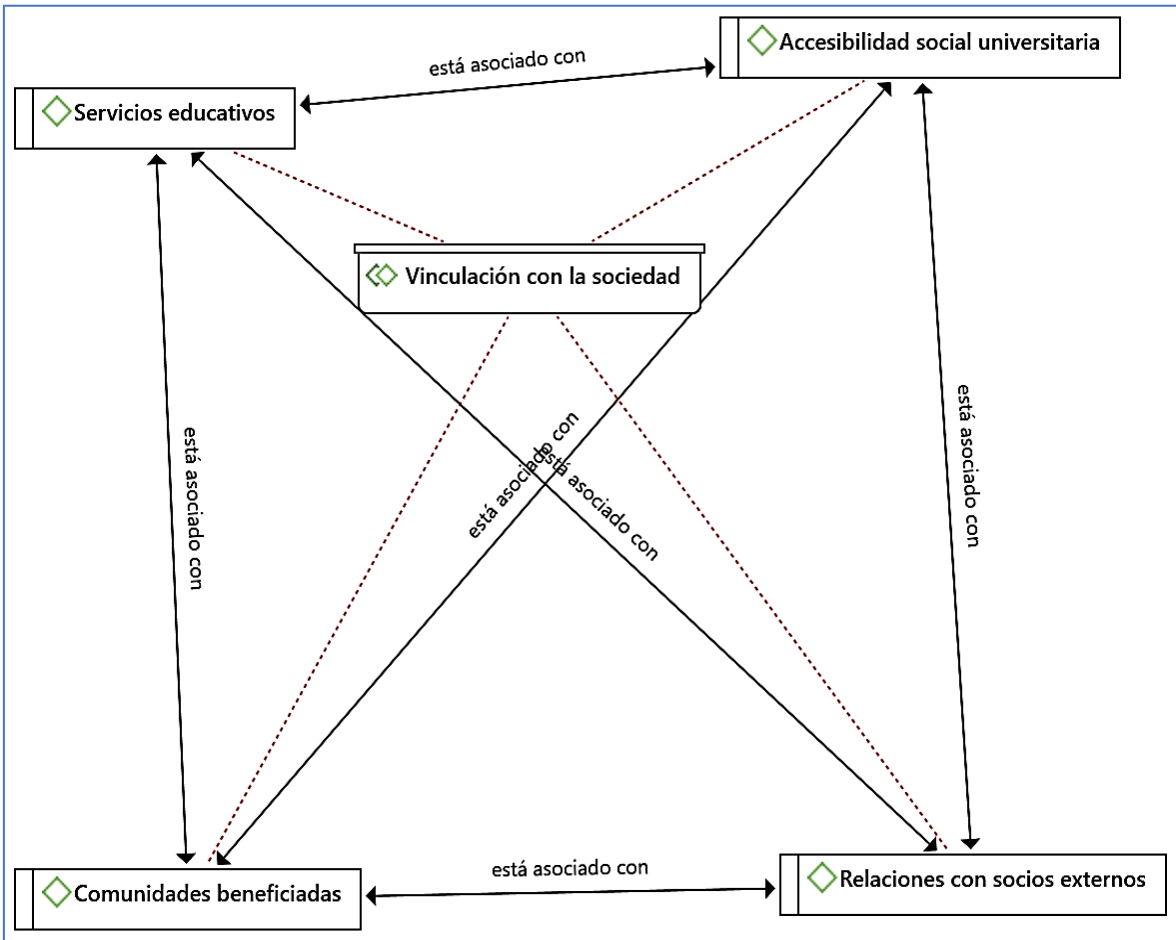 Accesibilidad social universitaria
está asociado con
Servicios educativos
Vinculación con la sociedad
está asociado con
está asociado con
está asociado con
está asociado con
está asociado con
Comunidades beneficiadas
Relaciones con socios externos